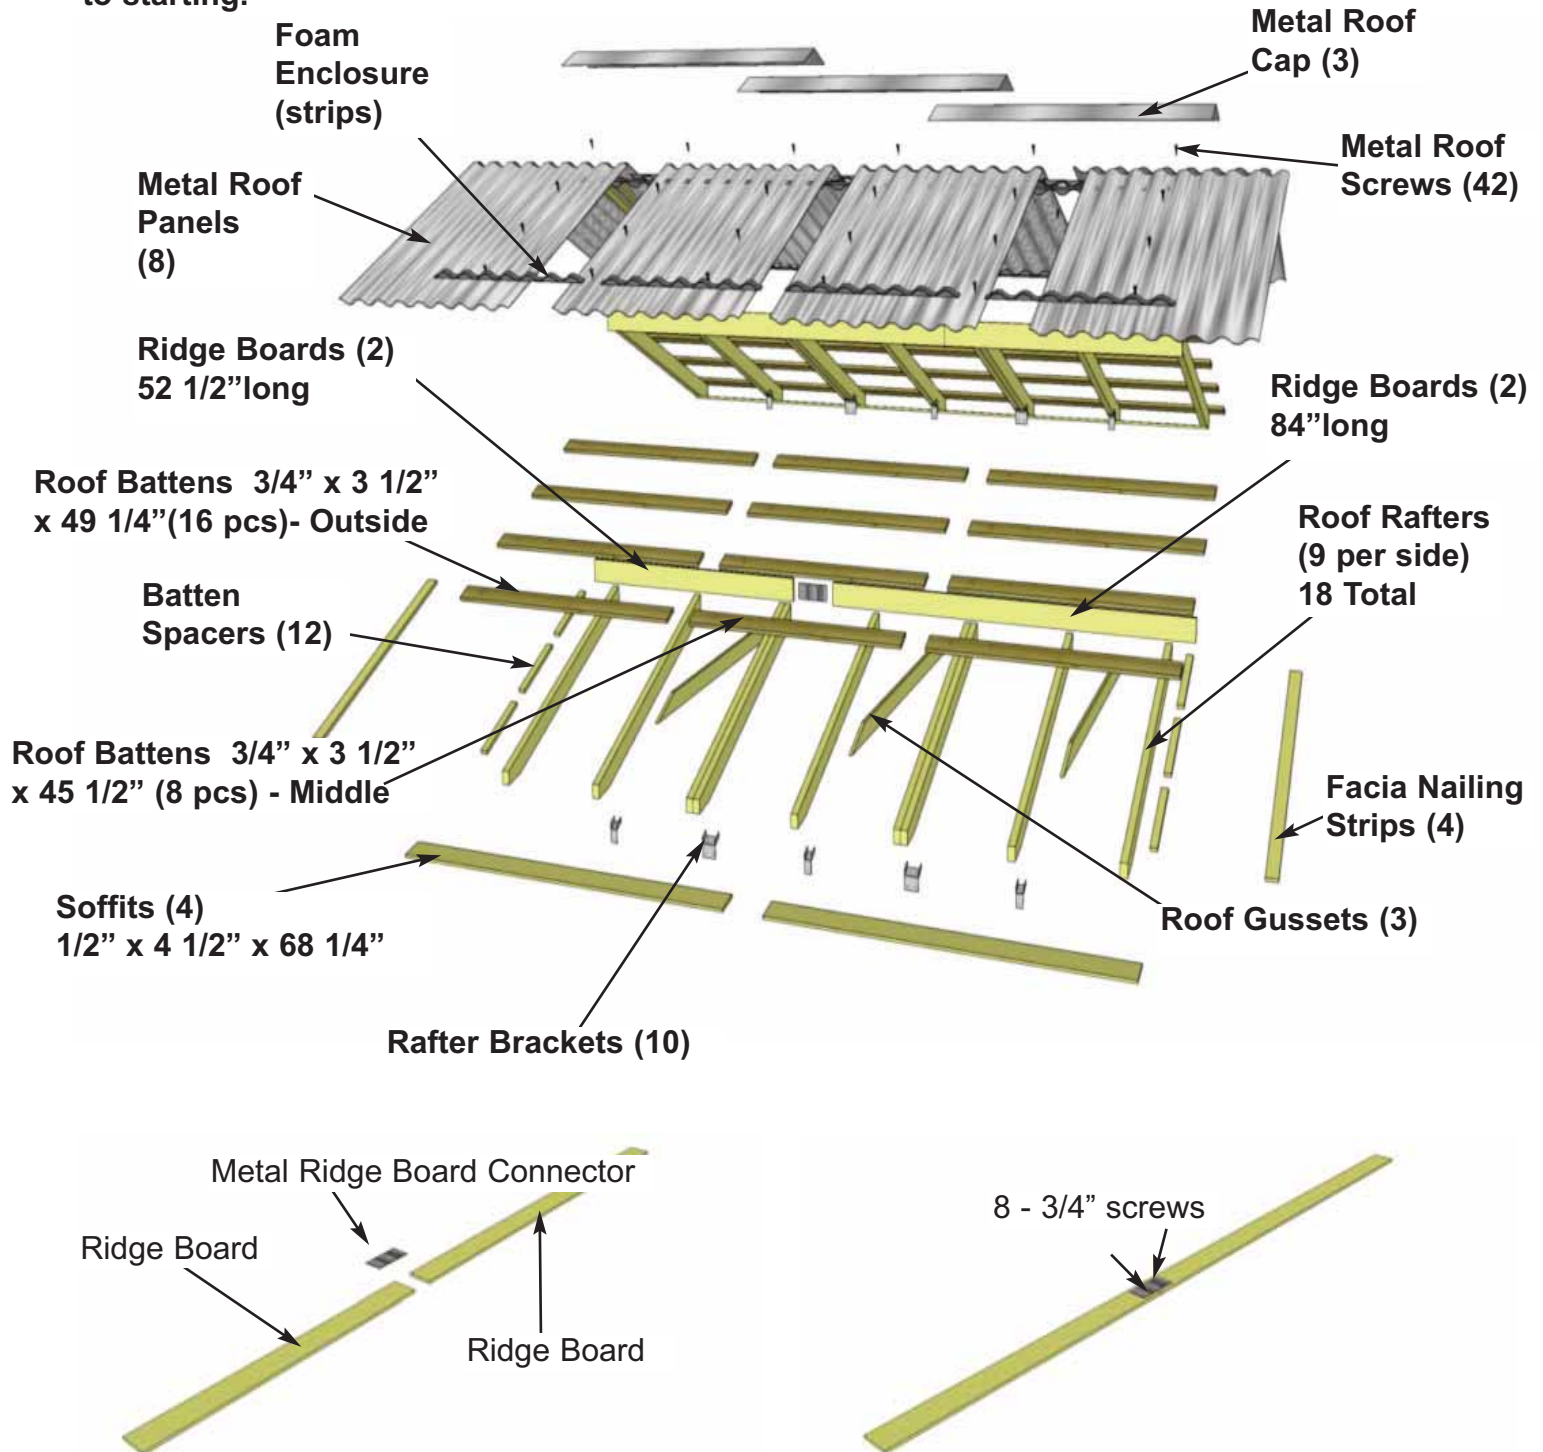 to starting.
Foam
Enclosure
(strips)
Metal Roof
Cap (3)
Metal Roof
Screws (42)
Metal Roof
Panels
(8)
Ridge Boards (2)
52 1/2”long
Ridge Boards (2)
84”long
Roof Battens 3/4” x 3 1/2”
x 49 1/4”(16 pcs)- Outside
Roof Rafters
(9 per side)
18 Total
Batten
Spacers (12)
Roof Battens 3/4” x 3 1/2”
x 45 1/2” (8 pcs) - Middle
Facia Nailing
Strips (4)
Soffits (4)
1/2” x 4 1/2” x 68 1/4”
Roof Gussets (3)
Rafter Brackets (10)
Metal Ridge Board Connector
Ridge Board
Ridge Board
8 - 3/4” screws